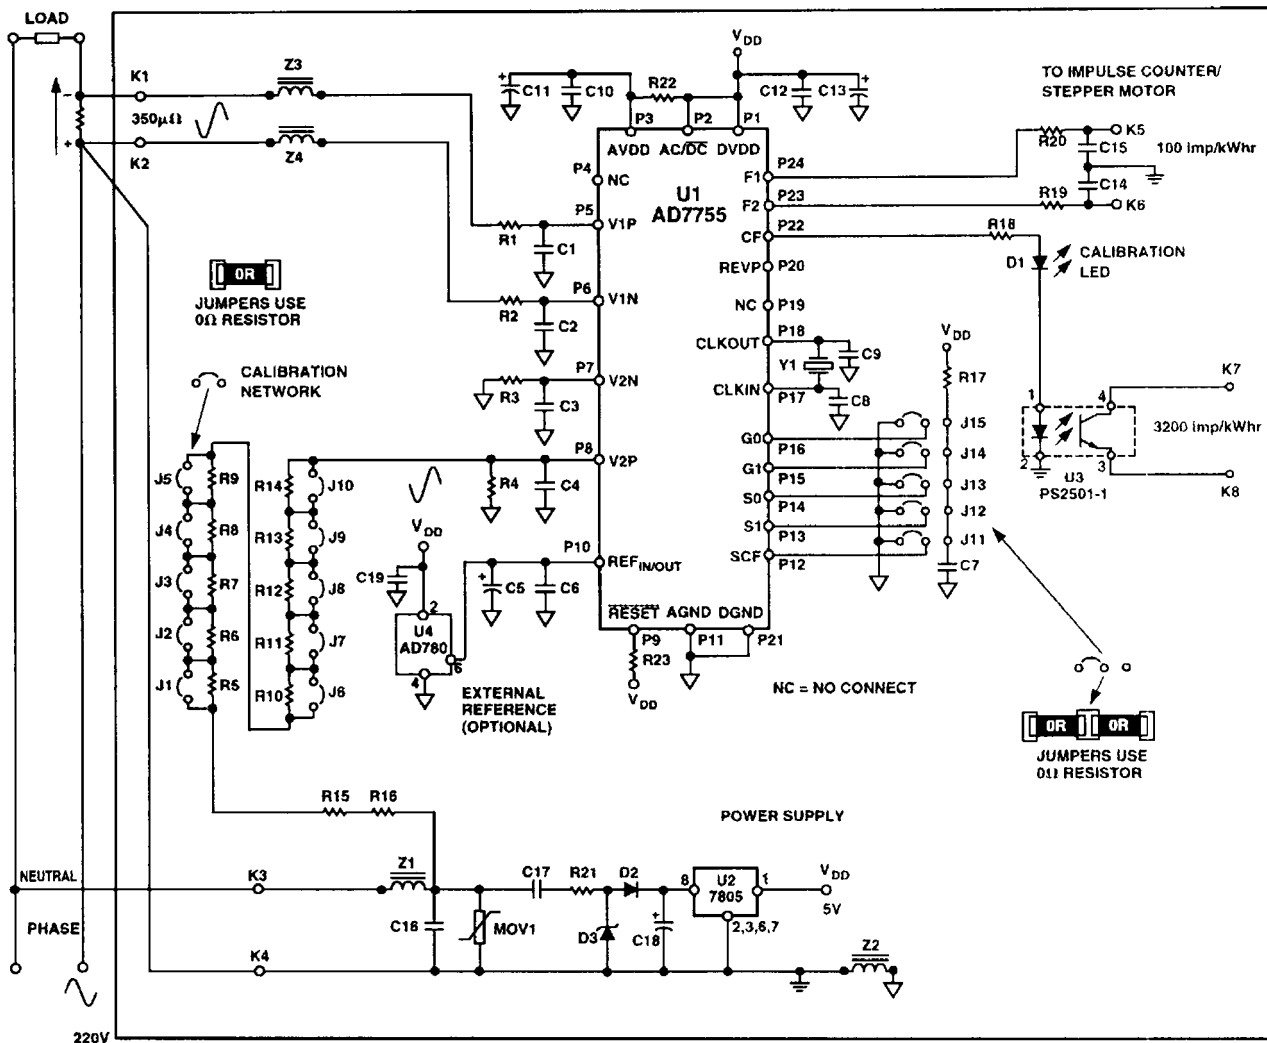 LOAD
VDD
K1
Z3
350μΩ
K2
Z4
C11
C10
R22
C12
C13
TO IMPULSE COUNTER/
STEPPER MOTOR
P3
P2
P1
AVDD
AC/DC
DVDD
P4
NC
U1
AD7755
P24
F1
R20
K5
C15
100 imp/kWhr
P23
F2
R19
C14
K6
P5
V1P
R1
C1
P22
CF
R18
D1
CALIBRATION
LED
REVP
P20
0R
JUMPERS USE
0Ω RESISTOR
P6
V1N
R2
C2
NC
P19
P18
CLKOUT
Y1
C9
VDD
CALIBRATION
NETWORK
P7
V2N
R3
C3
CLKIN
P17
C8
R17
K7
1
4
3200 imp/kWhr
2
3
U3
PS2501-1
K8
P8
V2P
R4
C4
G0
P16
J15
G1
P15
J14
S0
P14
J13
S1
P13
J12
SCF
P12
J11
C7
J5
R9
R14
J10
J4
R8
R13
J9
J3
R7
R12
J8
J2
R6
R11
J7
J1
R5
R10
J6
VDD
C19
2
U4
AD780
6
4
P10
REFIN/OUT
C5
C6
EXTERNAL
REFERENCE
(OPTIONAL)
RESET
AGND
DGND
P9
P11
P21
R23
VDD
NC = NO CONNECT
0R
0R
JUMPERS USE
0Ω RESISTOR
R15
R16
POWER SUPPLY
NEUTRAL
K3
Z1
C17
R21
D2
8
U2
7805
1
VDD
5V
PHASE
C16
MOV1
D3
C18
2,3,6,7
K4
Z2
220V